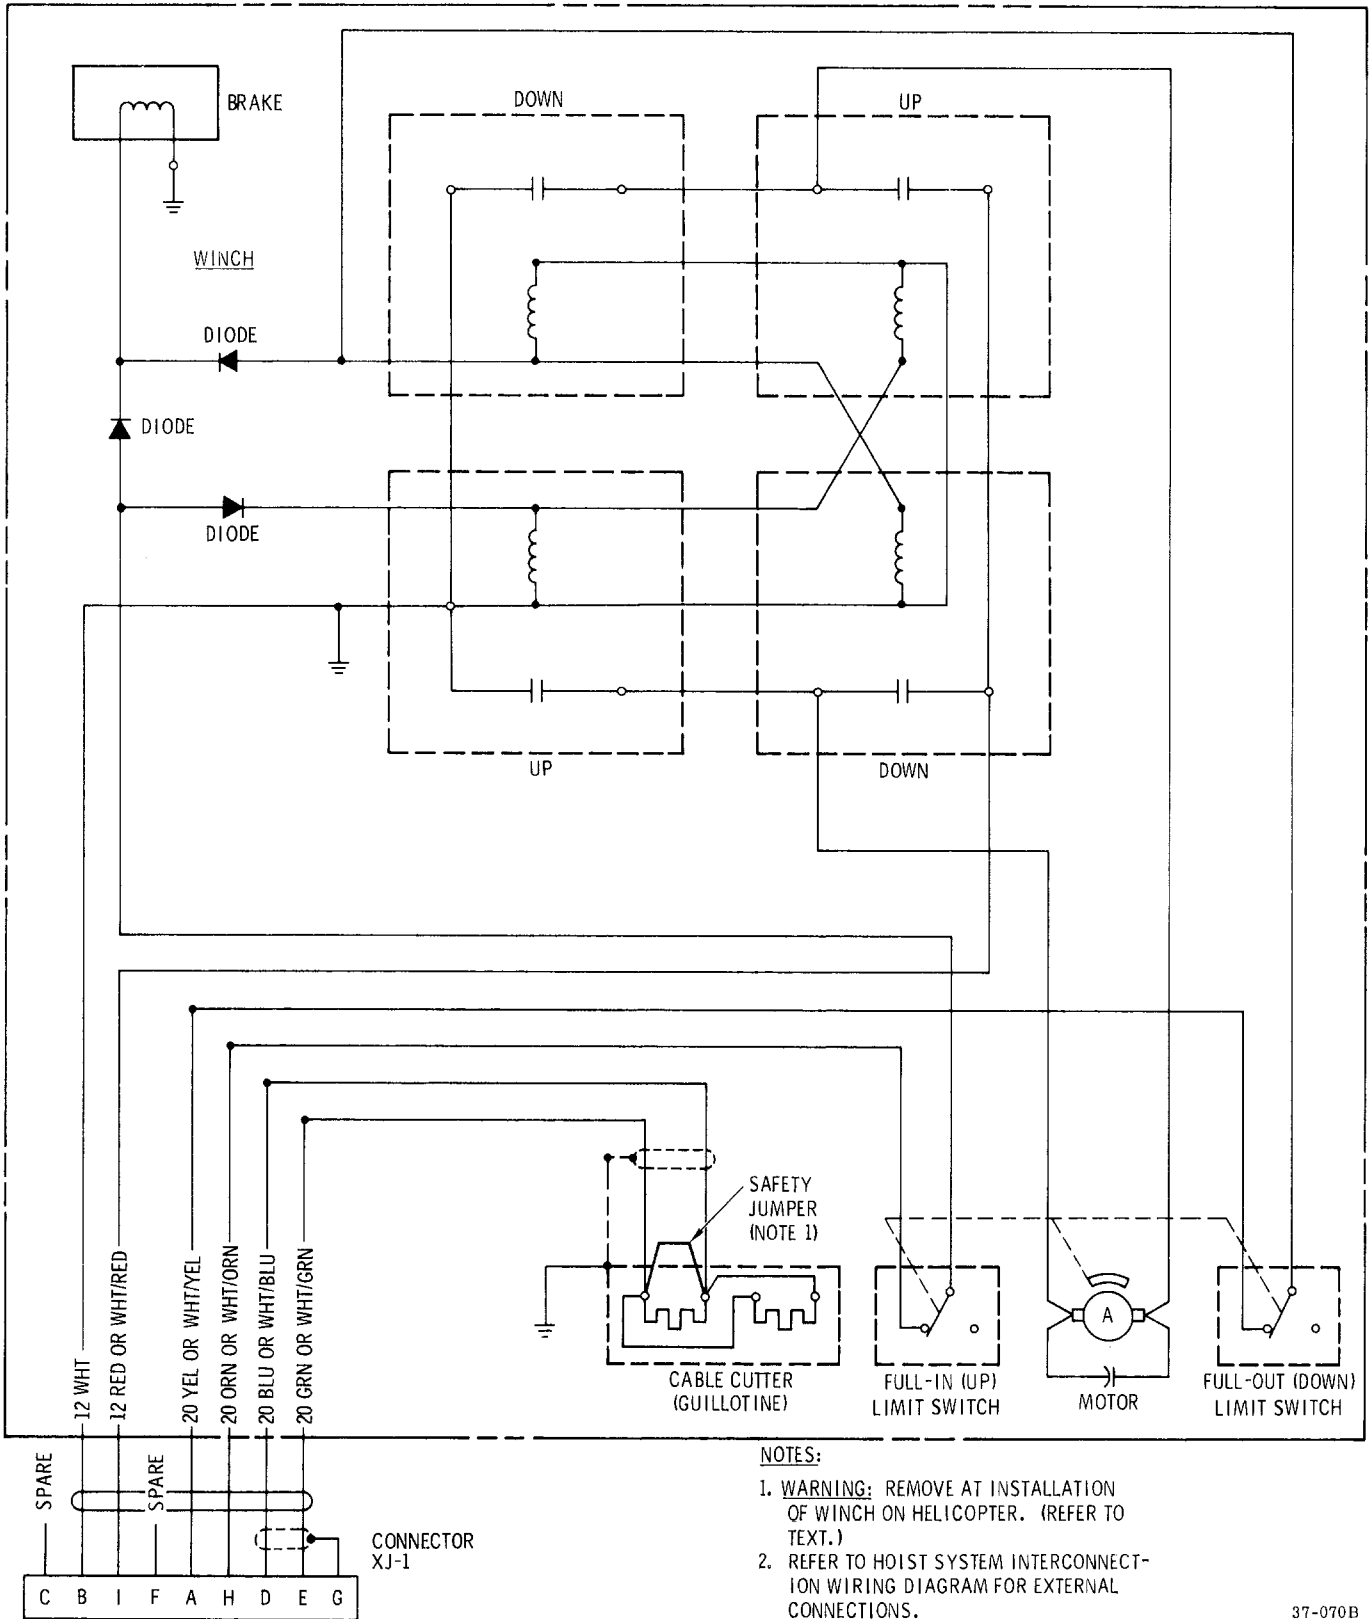 BRAKE
DOWN
UP
WINCH
DIODE
DIODE
DIODE
UP
DOWN
SAFETY
JUMPER
(NOTE 1)
A
CABLE CUTTER
(GUILLOTINE)
FULL-IN (UP)
LIMIT SWITCH
MOTOR
FULL-OUT (DOWN)
LIMIT SWITCH
12 WHT
12 RED OR WHT/RED
20 YEL OR WHT/YEL
20 ORN OR WHT/ORN
20 BLU OR WHT/BLU
20 GRN OR WHT/GRN
SPARE
SPARE
CONNECTOR
XJ-1
C B I F A H D E G
NOTES:
1. WARNING: REMOVE AT INSTALLATION
OF WINCH ON HELICOPTER. (REFER TO
TEXT.)
2. REFER TO HOIST SYSTEM INTERCONNECT-
ION WIRING DIAGRAM FOR EXTERNAL
CONNECTIONS.
37-070B